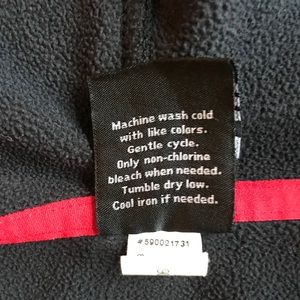 Machine wash cold
with like colors.
Gentle cycle.
Only non-chlorine
bleach when needed.
Tumble dry low.
Cool iron if needed.
#590021731